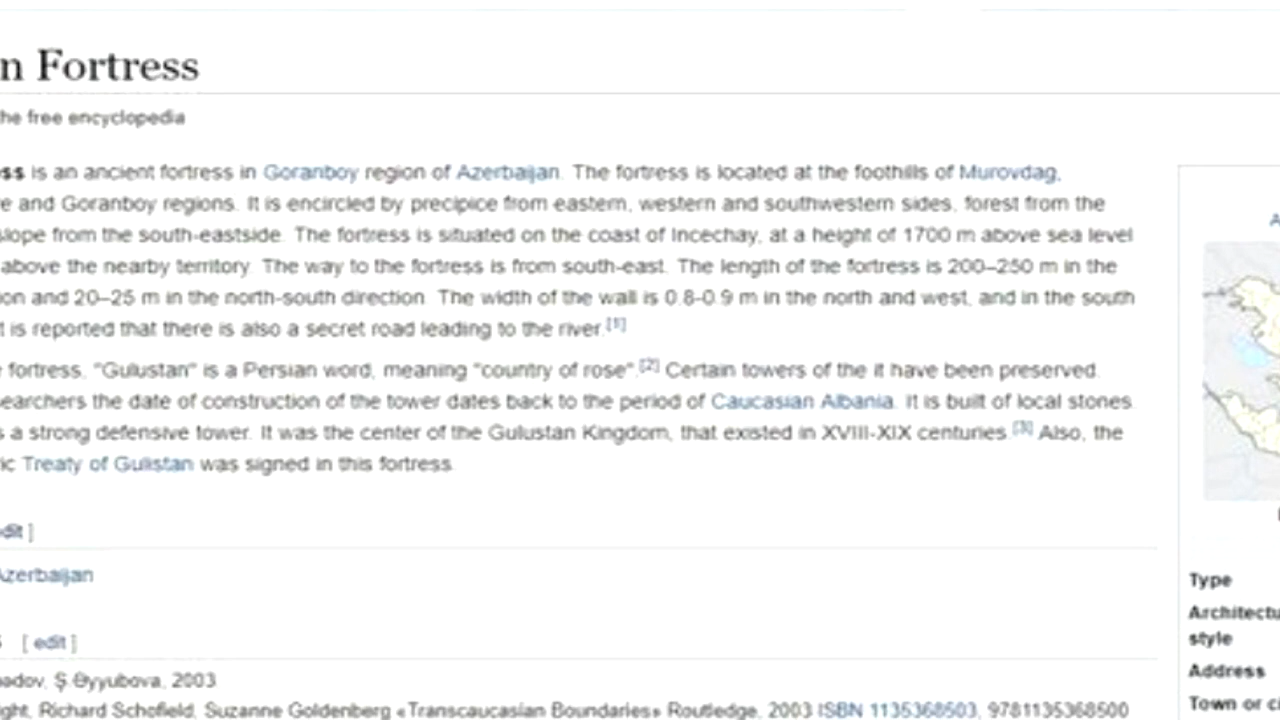 n Fortress
he free encyclopedia
ss is an ancient fortress in Goranboy region of Azerbaijan. The fortress is located at the foothills of Murovdag,
e and Goranboy regions. It is encircled by precipice from eastern, western and southwestern sides, forest from the
slope from the south-eastside. The fortress is situated on the coast of Incechay, at a height of 1700 m above sea level
above the nearby territory. The way to the fortress is from south-east. The length of the fortress is 200–250 m in the
on and 20–25 m in the north-south direction. The width of the wall is 0.8-0.9 m in the north and west, and in the south
t is reported that there is also a secret road leading to the river.[1]
e fortress, "Gulustan" is a Persian word, meaning "country of rose".[2] Certain towers of the it have been preserved.
earchers the date of construction of the tower dates back to the period of Caucasian Albania. It is built of local stones.
s a strong defensive tower. It was the center of the Gulustan Kingdom, that existed in XVIII-XIX centuries.[3] Also, the
ic Treaty of Gulistan was signed in this fortress.
dit ]
Azerbaijan
s [ edit ]
adov, Ş.Əyyubova, 2003
ght, Richard Schofield, Suzanne Goldenberg «Transcaucasian Boundaries» Routledge, 2003 ISBN 1135368503, 9781135368500
A
Type
Architectu
style
Address
Town or c